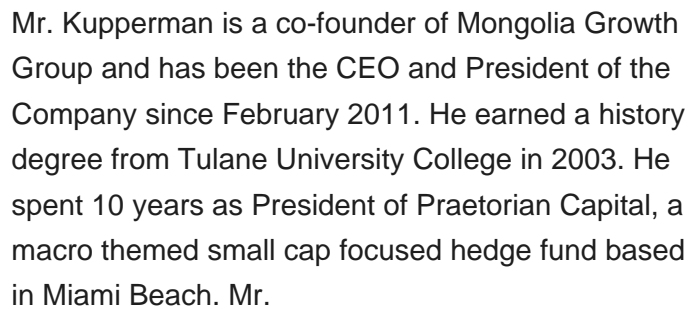 Mr. Kupperman is a co-founder of Mongolia Growth
Group and has been the CEO and President of the
Company since February 2011. He earned a history
degree from Tulane University College in 2003. He
spent 10 years as President of Praetorian Capital, a
macro themed small cap focused hedge fund based
in Miami Beach. Mr.